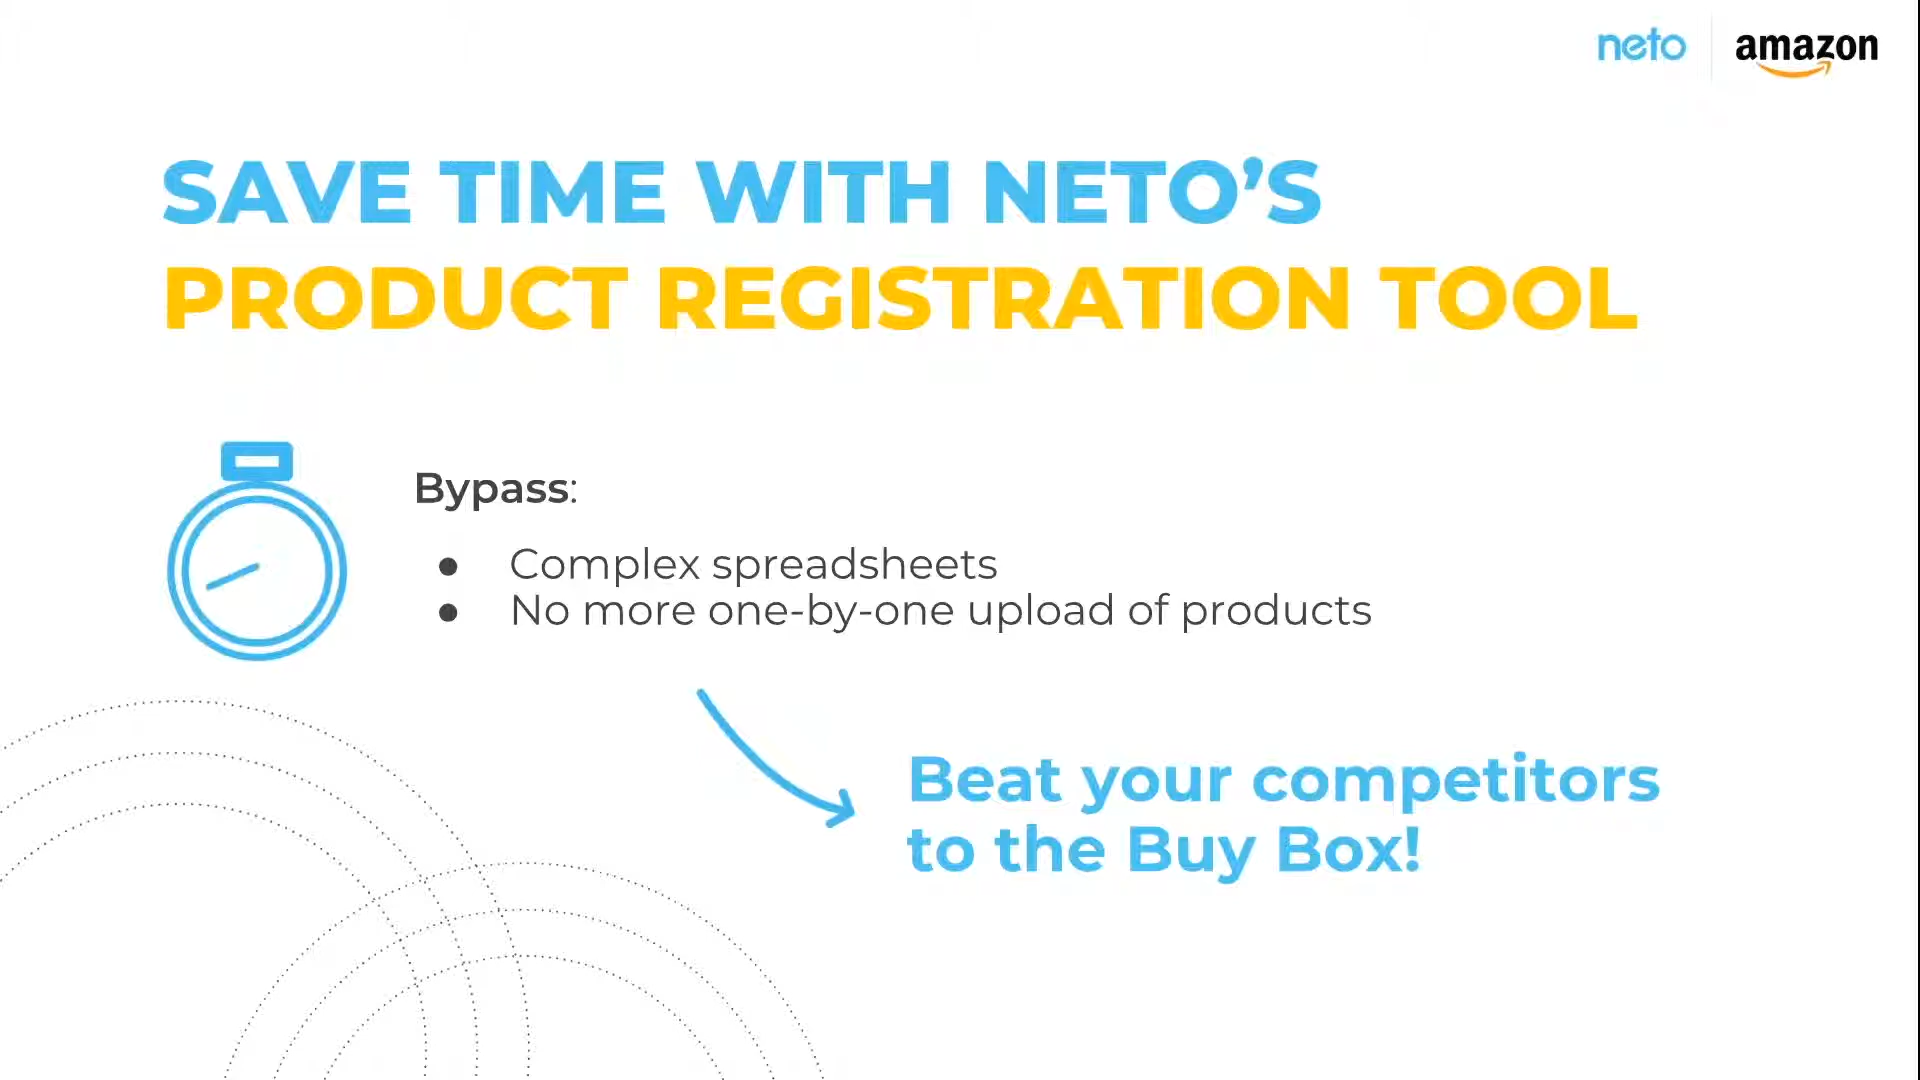 neto
amazon
SAVE TIME WITH NETO’S
PRODUCT REGISTRATION TOOL
Bypass:
● Complex spreadsheets
● No more one-by-one upload of products
Beat your competitors
to the Buy Box!